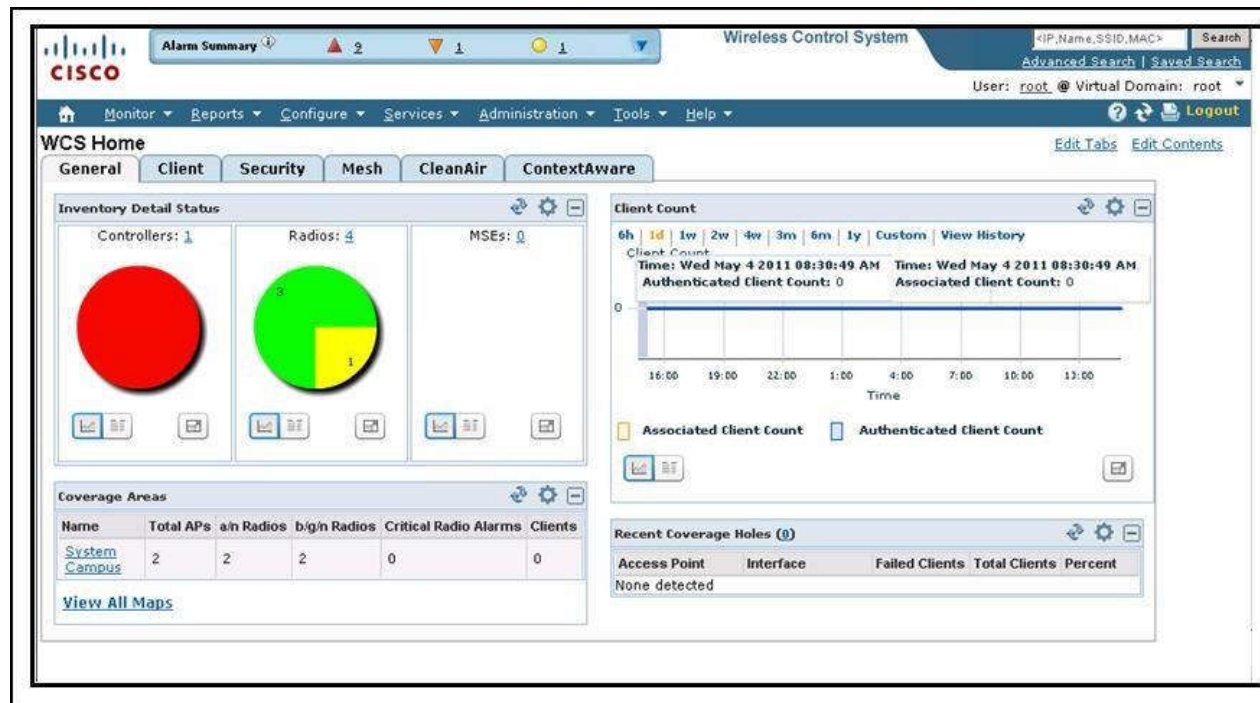 Alarm Summary 9 1 1
Wireless Control System
<IP,Name,SSID,MAC> Search
CISCO
Advanced Search | Saved Search
User: root @ Virtual Domain: root
Monitor Reports Configure Services Administration Tools Help Logout
WCS Home
Edit Tabs Edit Contents
General Client Security Mesh CleanAir ContextAware
Inventory Detail Status
Controllers: 1 Radios: 4 MSEs: 0
3
1
Client Count
6h | 1d | 1w | 2w | 4w | 3m | 6m | 1y | Custom | View History
Client Count
Time: Wed May 4 2011 08:30:49 AM Time: Wed May 4 2011 08:30:49 AM
Authenticated Client Count: 0 Associated Client Count: 0
0
16:00 19:00 22:00 1:00 4:00 7:00 10:00 13:00
Time
Associated Client Count Authenticated Client Count
Coverage Areas
Name Total APs a/n Radios b/g/n Radios Critical Radio Alarms Clients
System
Campus 2 2 2 0 0
View All Maps
Recent Coverage Holes (0)
Access Point Interface Failed Clients Total Clients Percent
None detected